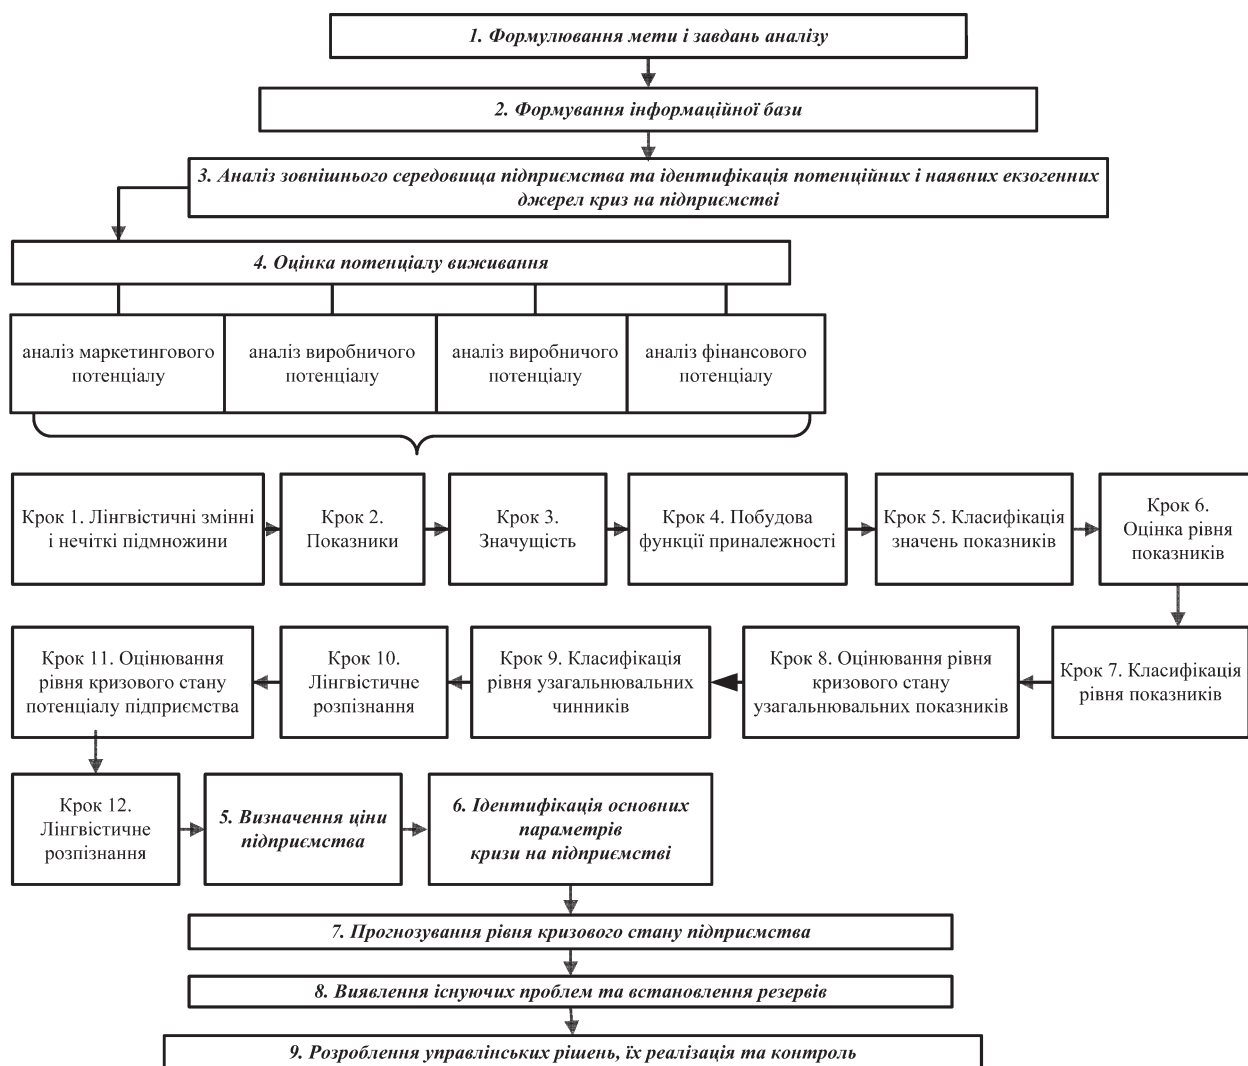 1. Формулювання мети і завдань аналізу
2. Формування інформаційної бази
3. Аналіз зовнішнього середовища підприємства та ідентифікація потенційних і наявних екзогенних
джерел криз на підприємстві
4. Оцінка потенціалу виживання
аналіз маркетингового
потенціалу
аналіз виробничого
потенціалу
аналіз виробничого
потенціалу
аналіз фінансового
потенціалу
Крок 1. Лінгвістичні змінні
і нечіткі підмножини
Крок 2.
Показники
Крок 3.
Значущість
Крок 4. Побудова
функції приналежності
Крок 5. Класифікація
значень показників
Крок 6.
Оцінка рівня
показників
Крок 11. Оцінювання
рівня кризового стану
потенціалу підприємства
Крок 10.
Лінгвістичне
розпізнання
Крок 9. Класифікація
рівня узагальнювальних
чинників
Крок 8. Оцінювання рівня
кризового стану
узагальнювальних показників
Крок 7. Класифікація
рівня показників
Крок 12.
Лінгвістичне
розпізнання
5. Визначення ціни
підприємства
6. Ідентифікація основних
параметрів
кризи на підприємстві
7. Прогнозування рівня кризового стану підприємства
8. Виявлення існуючих проблем та встановлення резервів
9. Розроблення управлінських рішень, їх реалізація та контроль